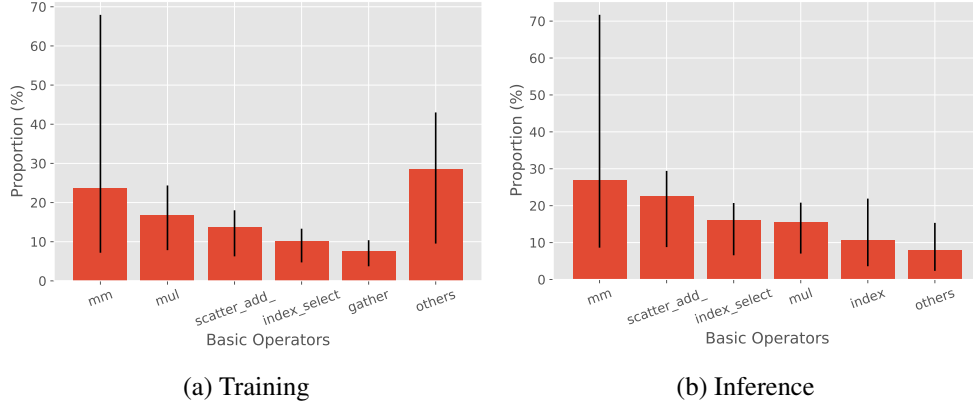 70
60
50
40
30
20
10
0
Proportion (%)
mm
mul
scatter_add_
index_select
gather
others
Basic Operators
(a) Training
70
60
50
40
30
20
10
0
Proportion (%)
mm
scatter_add_
index_select
mul
index
others
Basic Operators
(b) Inference